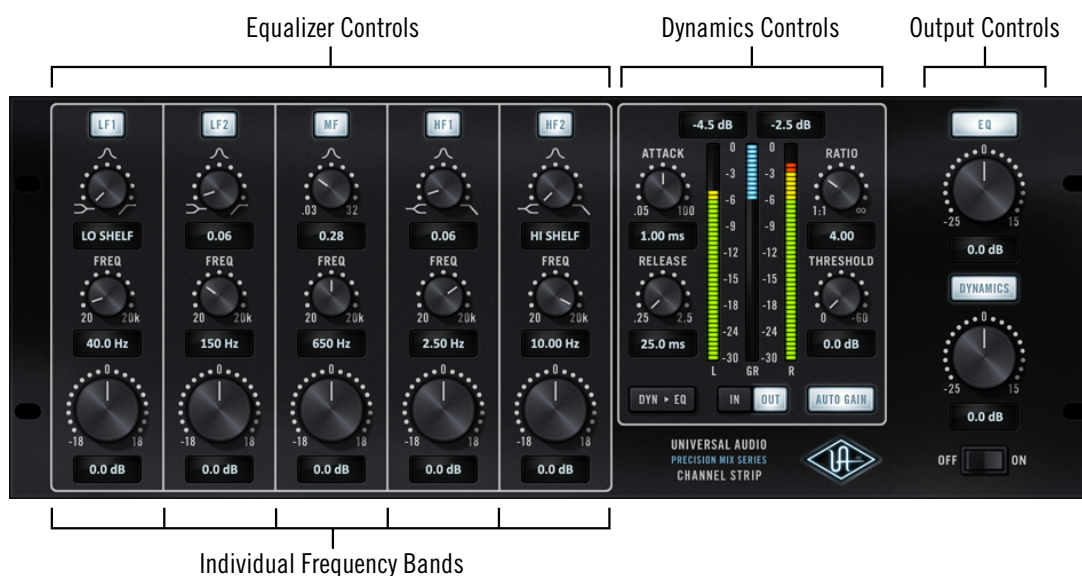 Equalizer Controls
Dynamics Controls
Output Controls
LF1 LF2 MF HF1 HF2
.03 32
LO SHELF 0.06 0.28 0.06 HI SHELF
FREQ FREQ FREQ FREQ FREQ
20 20k 20 20k 20 20k 20 20k 20 20k
40.0 Hz 150 Hz 650 Hz 2.50 Hz 10.00 Hz
0 0 0 0 0
-18 18 -18 18 -18 18 -18 18 -18 18
0.0 dB 0.0 dB 0.0 dB 0.0 dB 0.0 dB
-4.5 dB -2.5 dB
ATTACK
.05 100
1.00 ms
RELEASE
.25 2.5
25.0 ms
0 0
-3 -3
-6 -6
-9 -9
-12 -12
-15 -15
-18 -18
-24 -24
-30 -30
L GR R
RATIO
1:1 ∞
4.00
THRESHOLD
0 -60
0.0 dB
DYN ▸ EQ
IN OUT
AUTO GAIN
UNIVERSAL AUDIO
PRECISION MIX SERIES
CHANNEL STRIP
UA
EQ
0
-25 15
0.0 dB
DYNAMICS
0
-25 15
0.0 dB
OFF ON
Individual Frequency Bands